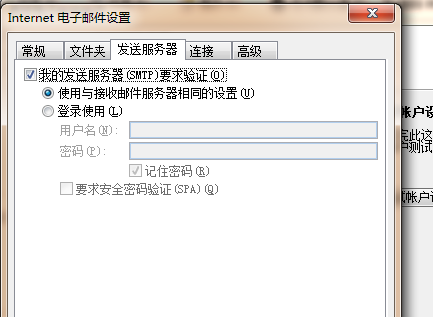 Internet 电子邮件设置
常规 文件夹 发送服务器 连接 高级
我的发送服务器(SMTP)要求验证(O)
使用与接收邮件服务器相同的设置(U)
登录使用(L)
用户名(N):
密码(P):
记住密码(R)
要求安全密码验证(SPA)(Q)
帐户设
完此这
户测试
试帐户设